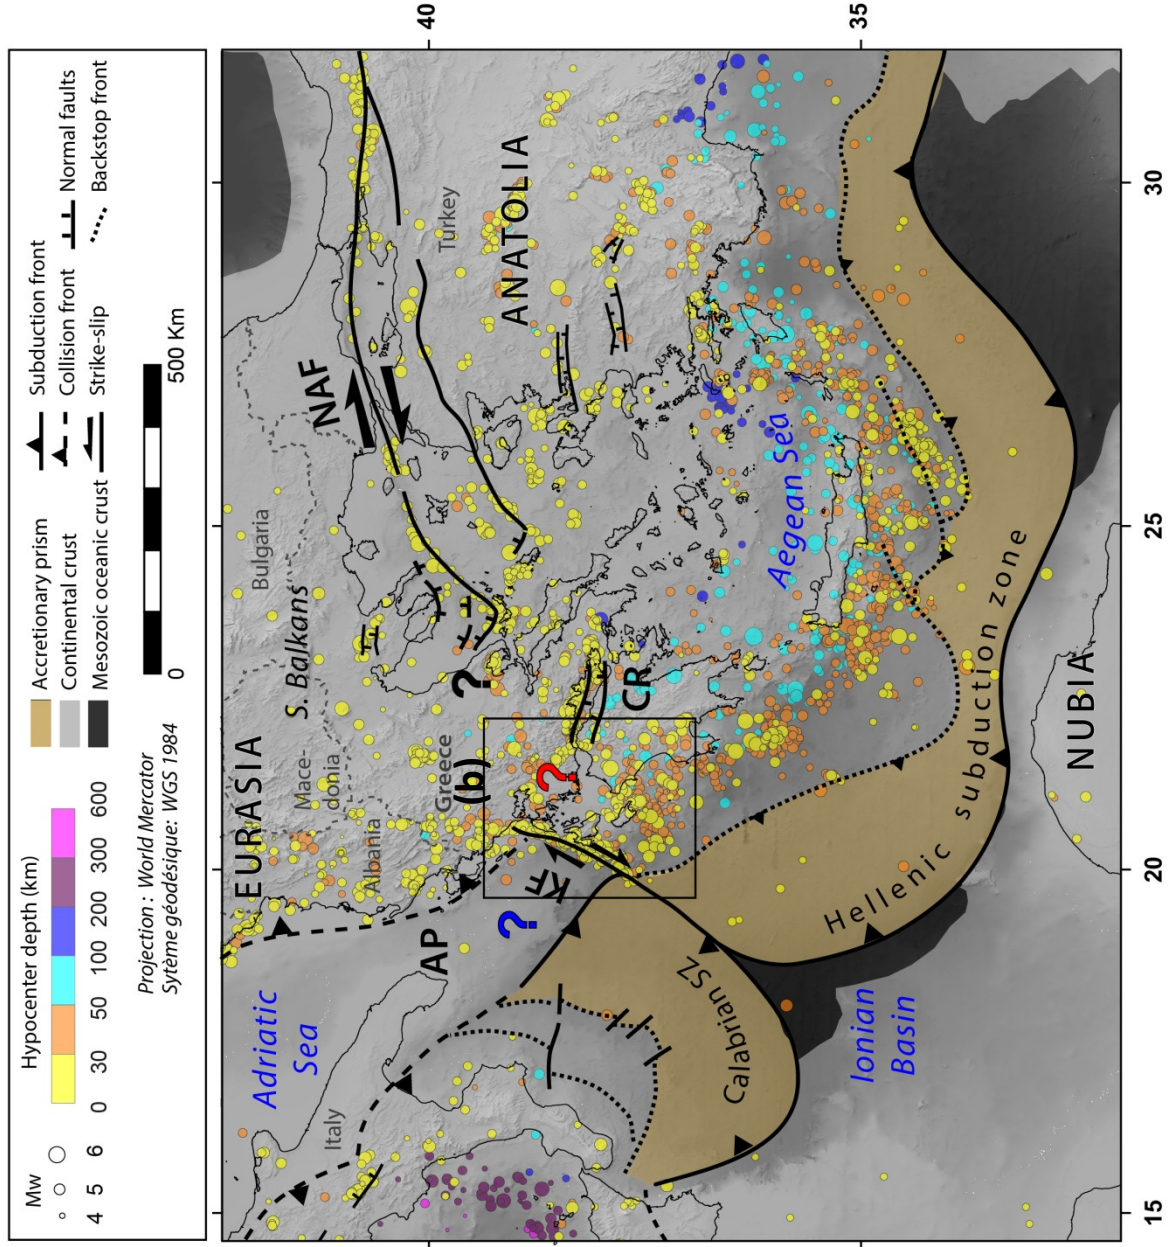 Mw
4 5 6
Hypocenter depth (km)
0 30 50 100 200 300 600
Accretionary prism
Continental crust
Mesozoic oceanic crust
Subduction front
Collision front
Strike-slip
Normal faults
Backstop front
Projection : World Mercator
Sytème géodésique: WGS 1984
0 500 Km
40
35
15
20
25
30
EURASIA
Adriatic
Sea
Italy
AP
Albania
Mace-
donia
S. Balkans
Bulgaria
Greece
(b)
?
?
?
KF
CR
NAF
Turkey
ANATOLIA
Aegean Sea
Calabrian SZ
Ionian
Basin
Hellenic subduction zone
NUBIA